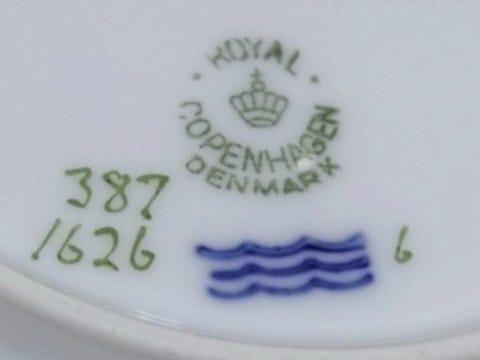 ROYAL
COPENHAGEN
DENMARK
387
1626
6